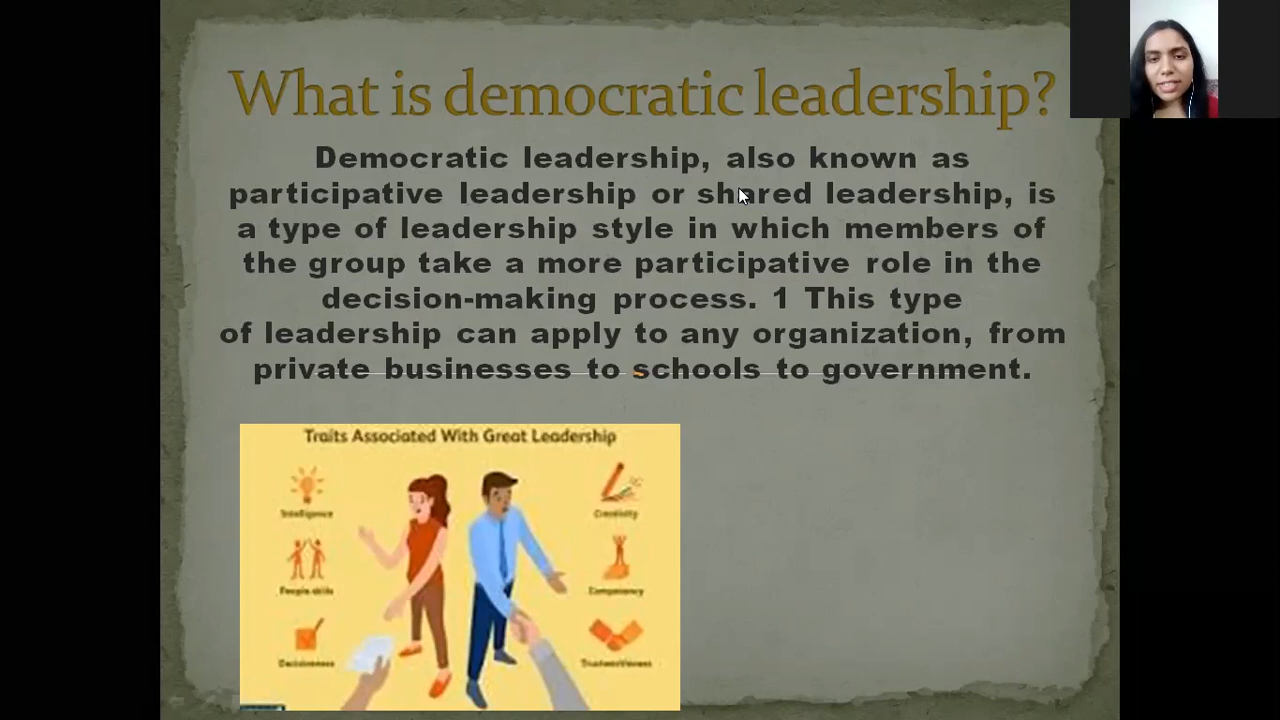 What is democratic leadership?
Democratic leadership, also known as
participative leadership or shared leadership, is
a type of leadership style in which members of
the group take a more participative role in the
decision-making process. 1 This type
of leadership can apply to any organization, from
private businesses to schools to government.
Traits Associated With Great Leadership
Intelligence
Creativity
People skills
Competency
Decisiveness
Trustworthiness